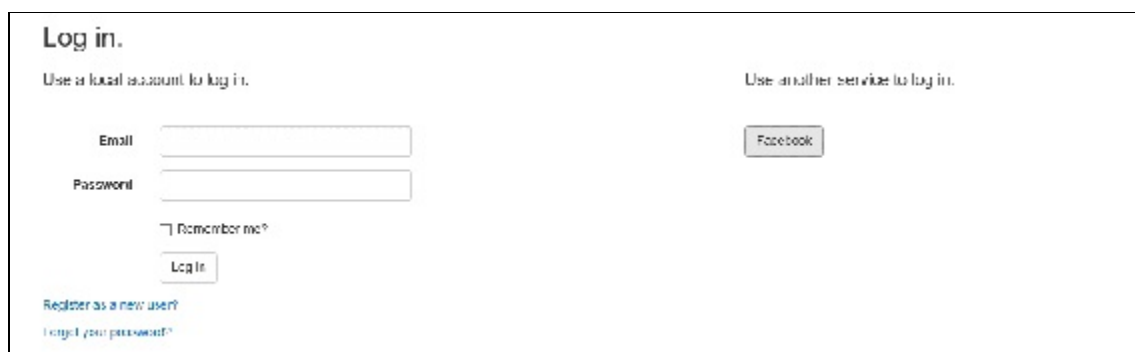 Log in.
Use a local account to log in.
Use another service to log in.
Email
Facebook
Password
Remember me?
Log in
Register as a new user?
Forgot your password?